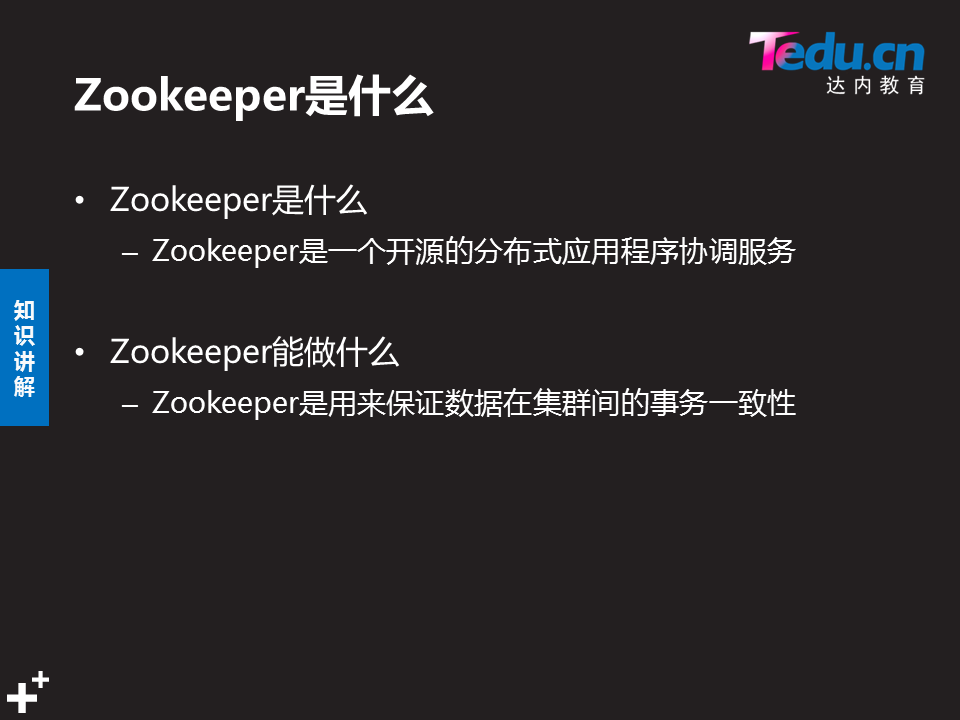 Tedu.cn
达内教育
Zookeeper是什么
• Zookeeper是什么
– Zookeeper是一个开源的分布式应用程序协调服务
知识讲解
• Zookeeper能做什么
– Zookeeper是用来保证数据在集群间的事务一致性